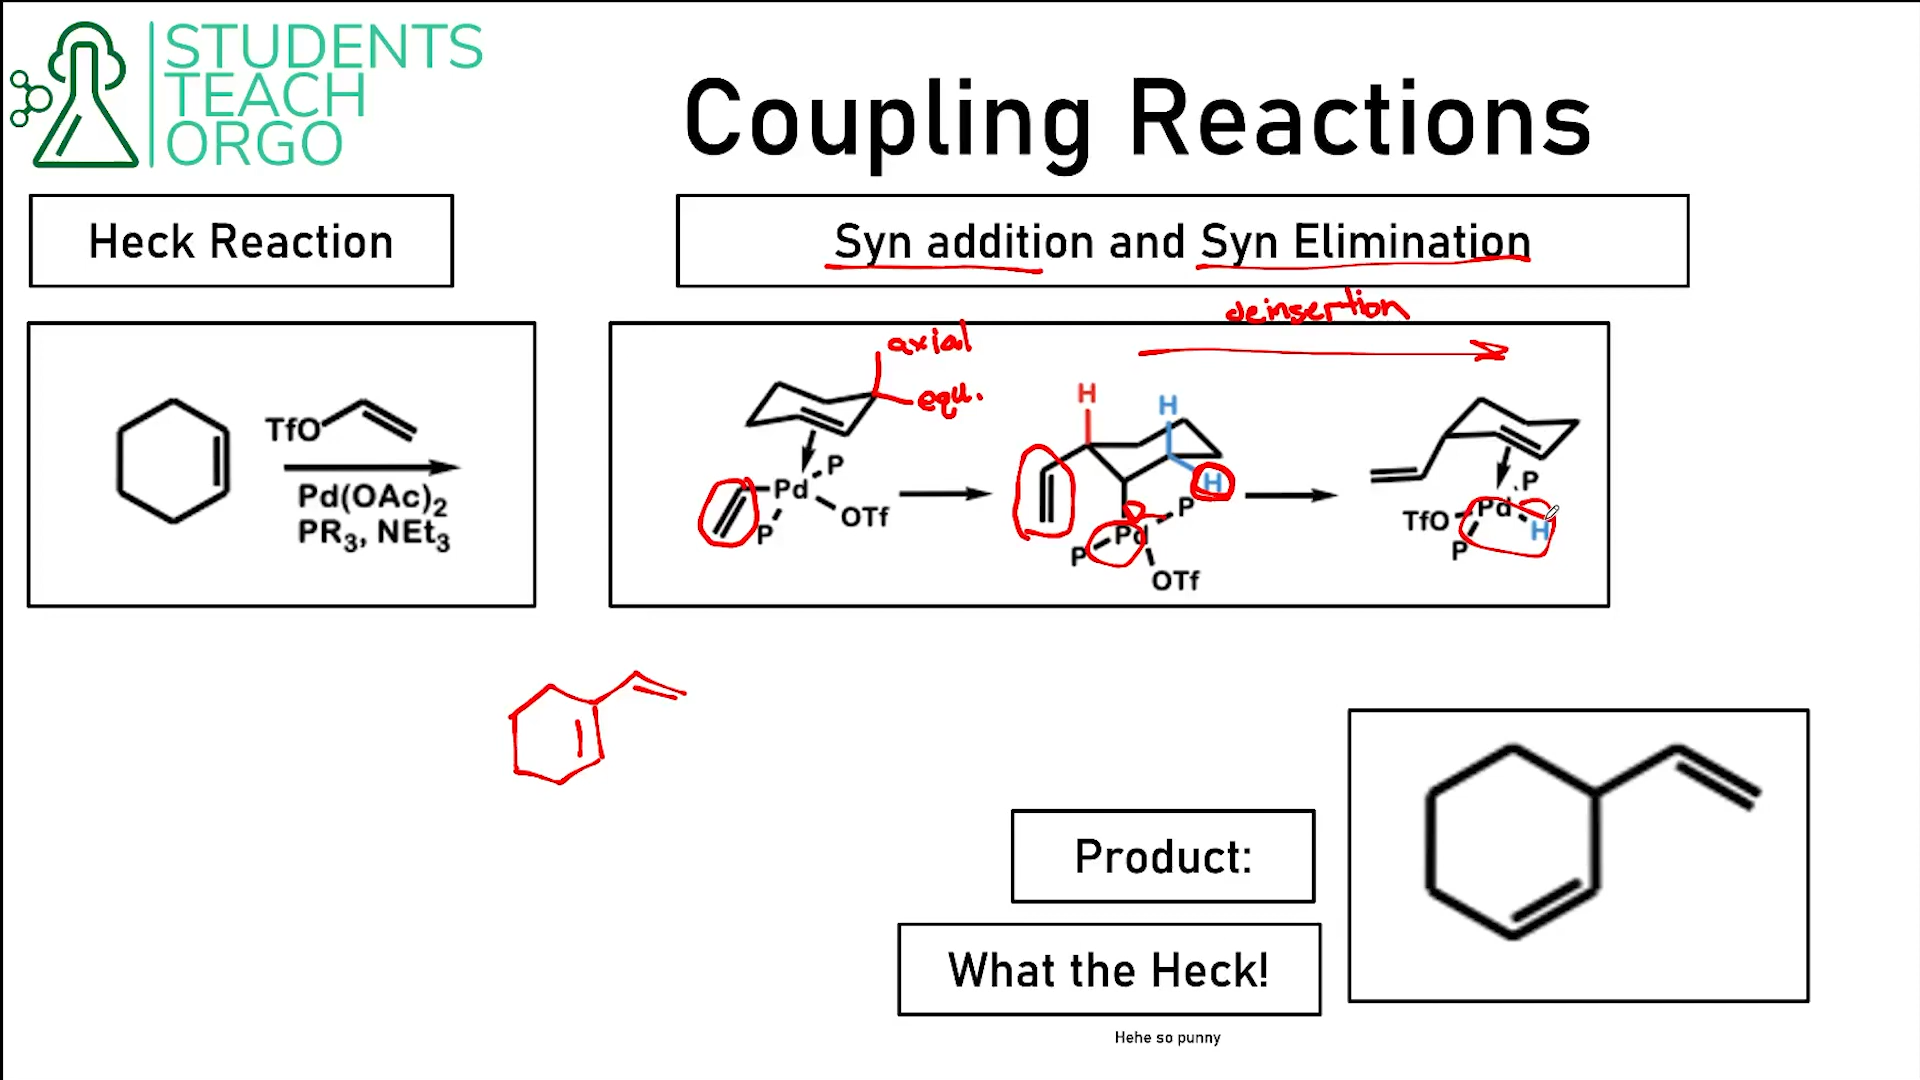 STUDENTS
TEACH
ORGO
Coupling Reactions
Heck Reaction
Syn addition and Syn Elimination
deinsertion
axial
equ.
TfO
Pd(OAc)2
PR3, NEt3
P
Pd
OTf
P
H
H
H
P
Pd
P
OTf
P
Pd
TfO
H
P
Product:
What the Heck!
Hehe so punny